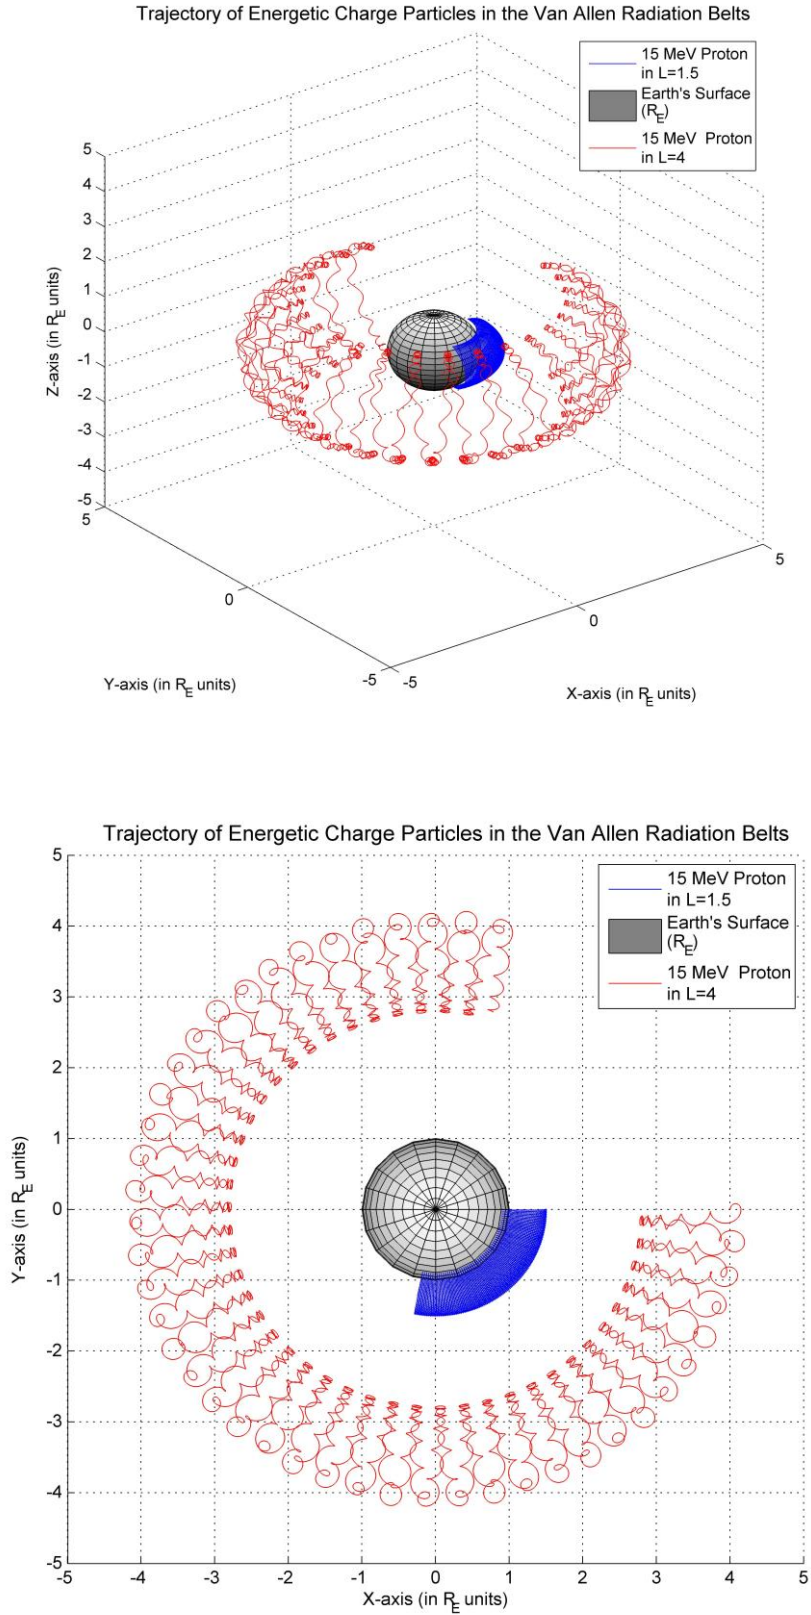 Trajectory of Energetic Charge Particles in the Van Allen Radiation Belts
15 MeV Proton
in L=1.5
Earth's Surface
(R_E)
15 MeV  Proton
in L=4
5
4
3
2
1
0
-1
-2
-3
-4
-5
Z-axis (in R_E units)
5
0
-5
Y-axis (in R_E units)
-5
0
5
X-axis (in R_E units)
Trajectory of Energetic Charge Particles in the Van Allen Radiation Belts
15 MeV Proton
in L=1.5
Earth's Surface
(R_E)
15 MeV  Proton
in L=4
5
4
3
2
1
0
-1
-2
-3
-4
-5
Y-axis (in R_E units)
-5 -4 -3 -2 -1 0 1 2 3 4 5
X-axis (in R_E units)